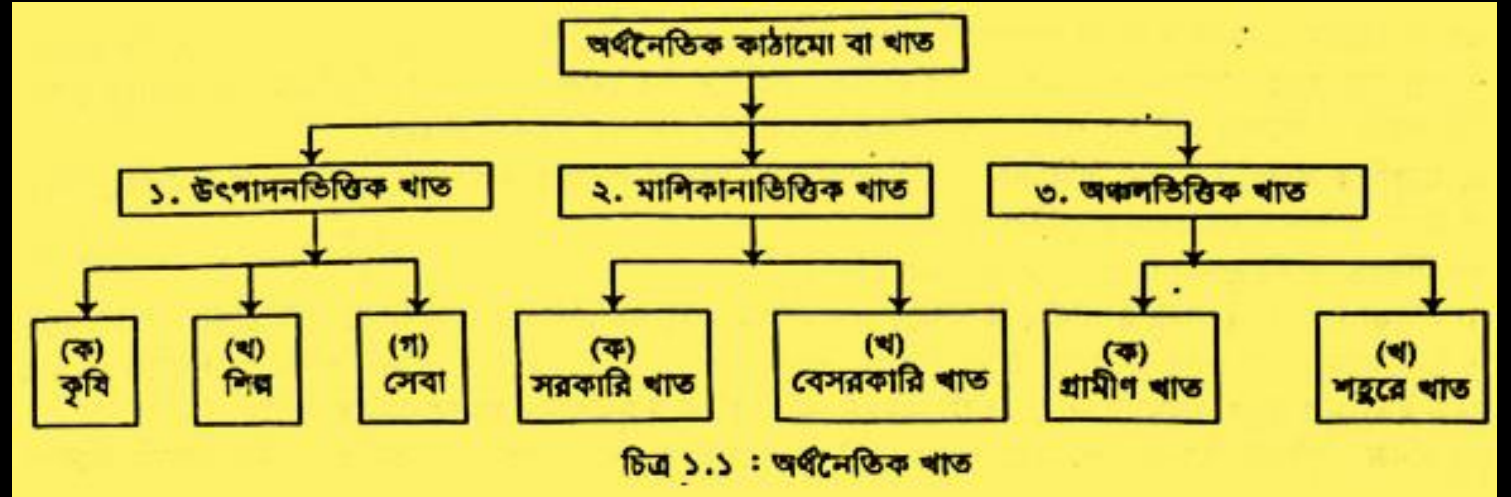 অর্থনৈতিক কাঠামো বা খাত
১. উৎপাদনভিত্তিক খাত
২. মালিকানাভিত্তিক খাত
৩. অঞ্চলভিত্তিক খাত
(ক)
কৃষি
(খ)
শিল্প
(গ)
সেবা
(ক)
সরকারি খাত
(খ)
বেসরকারি খাত
(ক)
গ্রামীণ খাত
(খ)
শহুরে খাত
চিত্র ১.১ : অর্থনৈতিক খাত